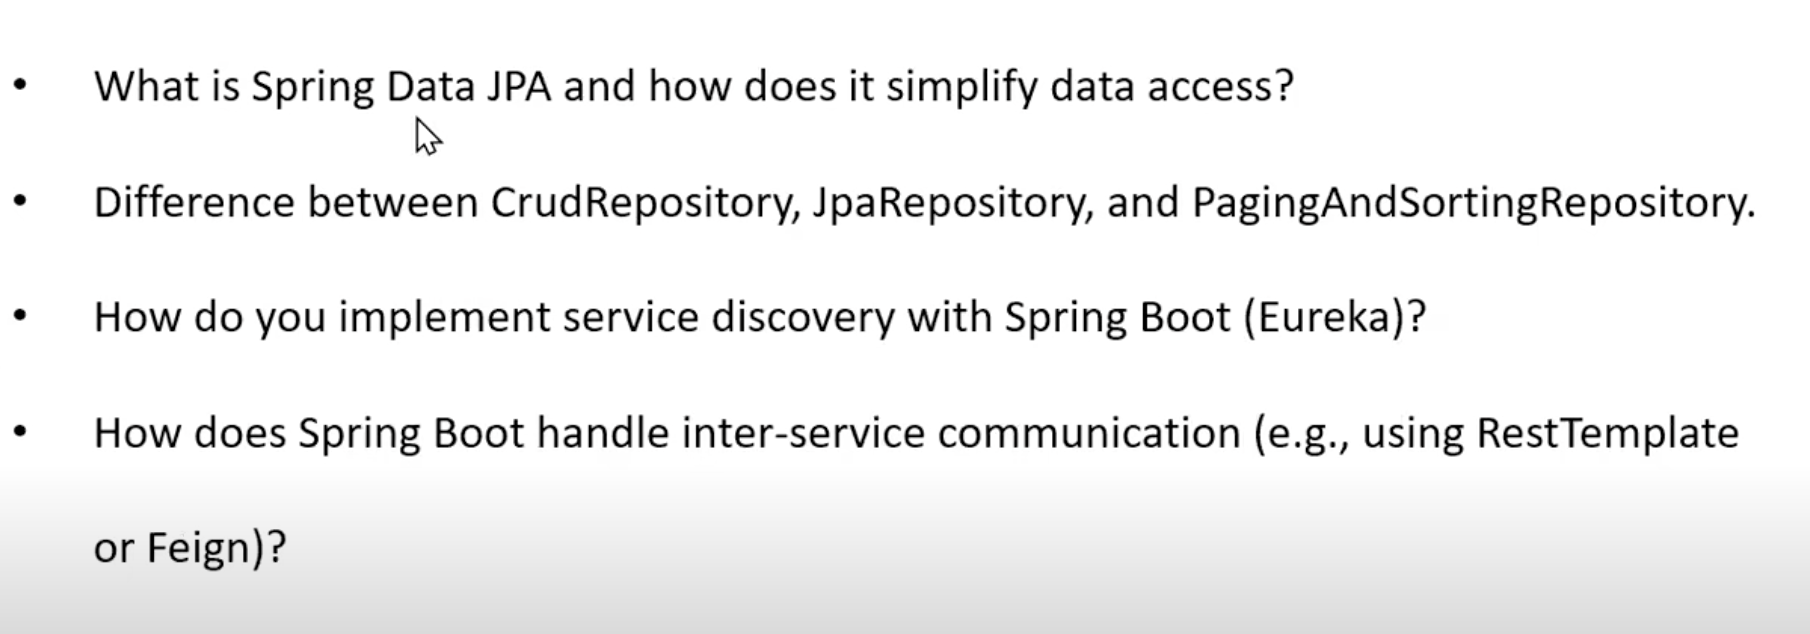 • What is Spring Data JPA and how does it simplify data access?
• Difference between CrudRepository, JpaRepository, and PagingAndSortingRepository.
• How do you implement service discovery with Spring Boot (Eureka)?
• How does Spring Boot handle inter-service communication (e.g., using RestTemplate
or Feign)?